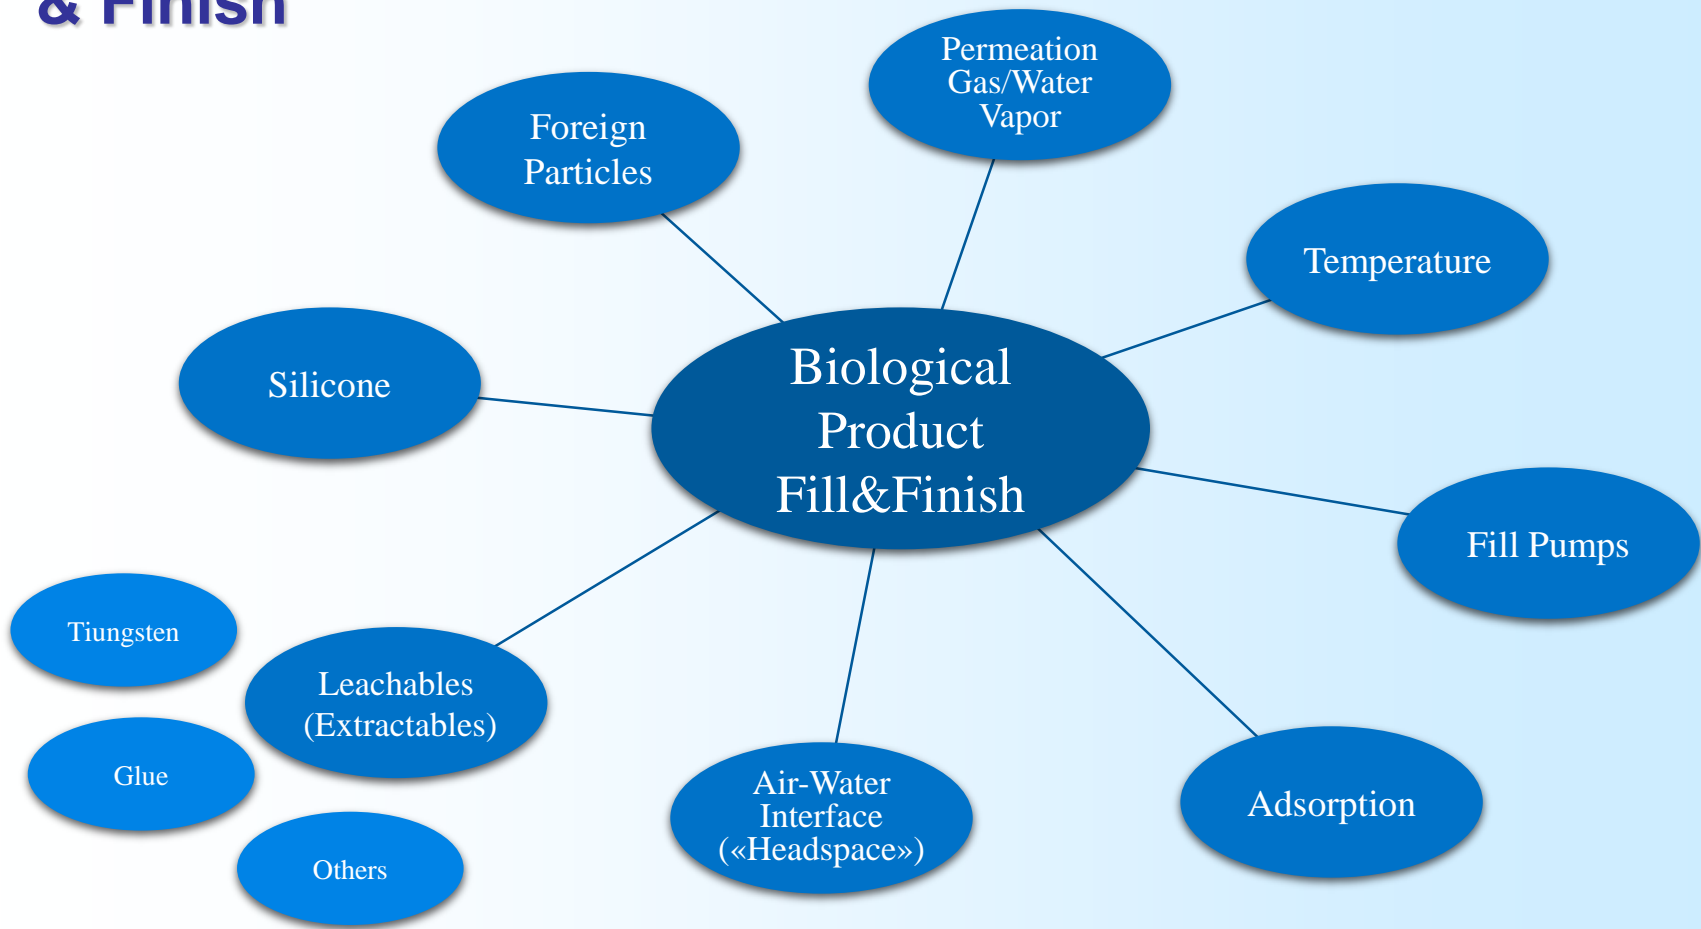 & Finish
Permeation
Gas/Water
Vapor
Foreign
Particles
Temperature
Silicone
Biological
Product
Fill&Finish
Fill Pumps
Tiungsten
Leachables
(Extractables)
Glue
Air-Water
Interface
(«Headspace»)
Adsorption
Others